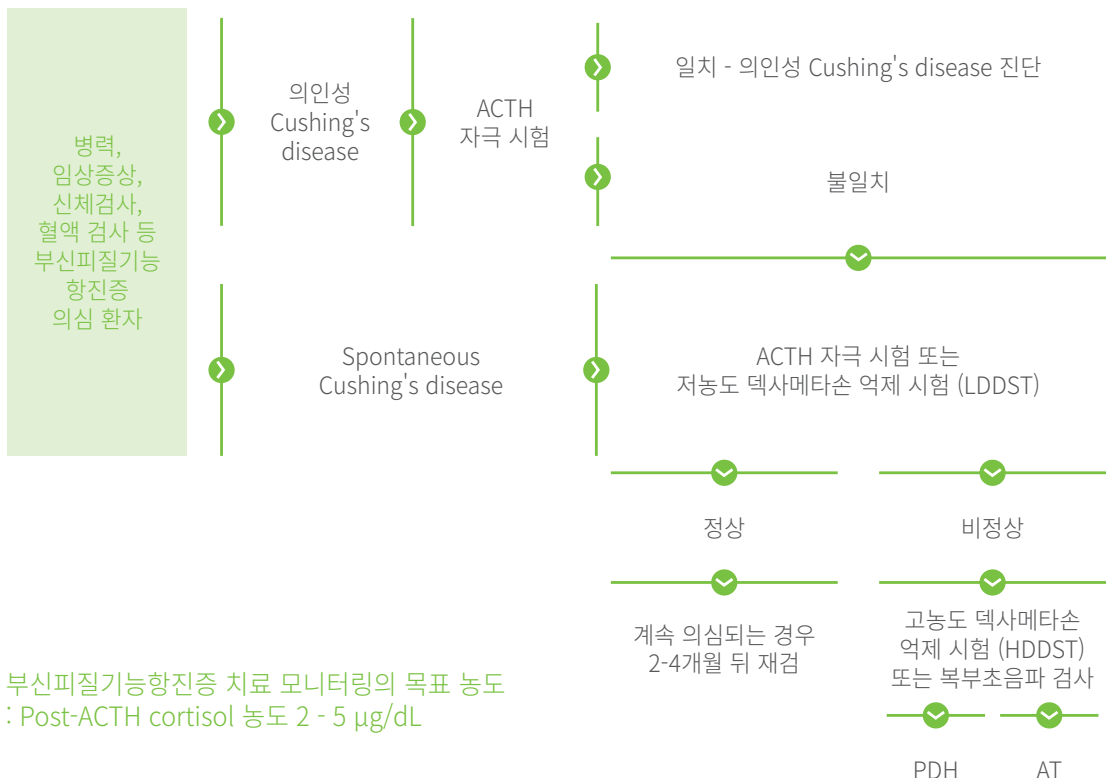 병력,
임상증상,
신체검사,
혈액 검사 등
부신피질기능
항진증
의심 환자
의인성
Cushing's
disease
ACTH
자극 시험
일치 - 의인성 Cushing's disease 진단
불일치
Spontaneous
Cushing's disease
ACTH 자극 시험 또는
저농도 덱사메타손 억제 시험 (LDDST)
정상
비정상
계속 의심되는 경우
2-4개월 뒤 재검
고농도 덱사메타손
억제 시험 (HDDST)
또는 복부초음파 검사
PDH
AT
부신피질기능항진증 치료 모니터링의 목표 농도
: Post-ACTH cortisol 농도 2 - 5 μg/dL